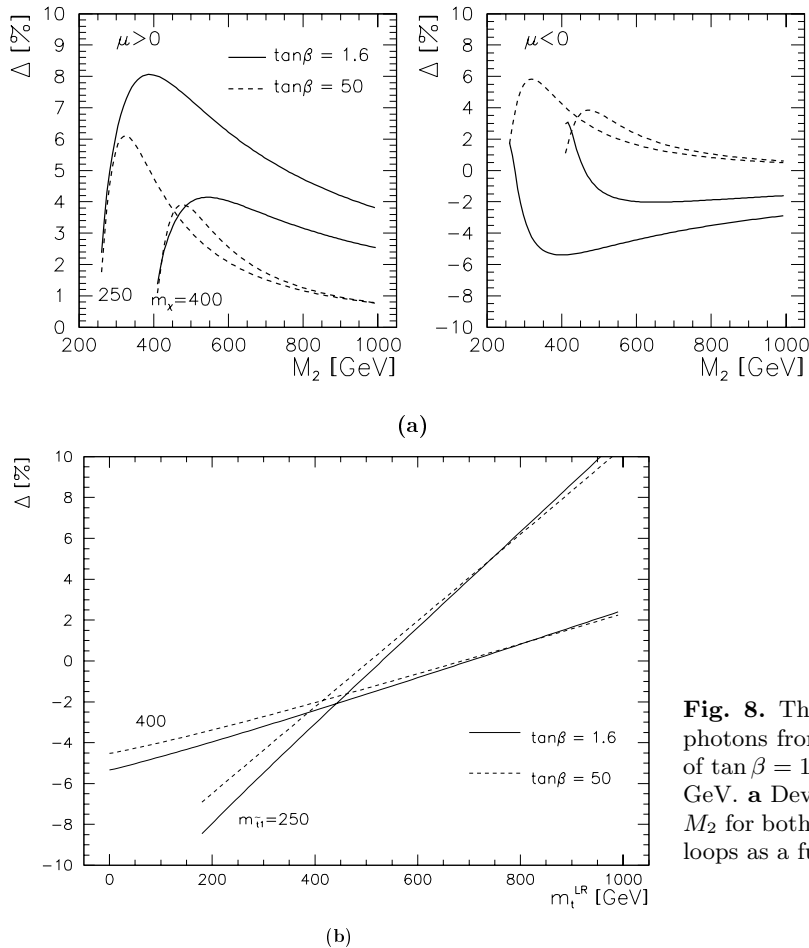 Δ [%]
10
9
8
7
6
5
4
3
2
1
0
μ>0
tanβ = 1.6
tanβ = 50
250
m_χ=400
200
400
600
800
1000
M₂ [GeV]
Δ [%]
10
8
6
4
2
0
-2
-4
-6
-8
-10
μ<0
200
400
600
800
1000
M₂ [GeV]
(a)
Δ [%]
10
8
6
4
2
0
-2
-4
-6
-8
-10
400
m_t̃1=250
tanβ = 1.6
tanβ = 50
0
200
400
600
800
1000
m_t^LR [GeV]
(b)
Fig. 8. Th
photons from
of tan β = 1
GeV. a Dev
M₂ for both
loops as a fu